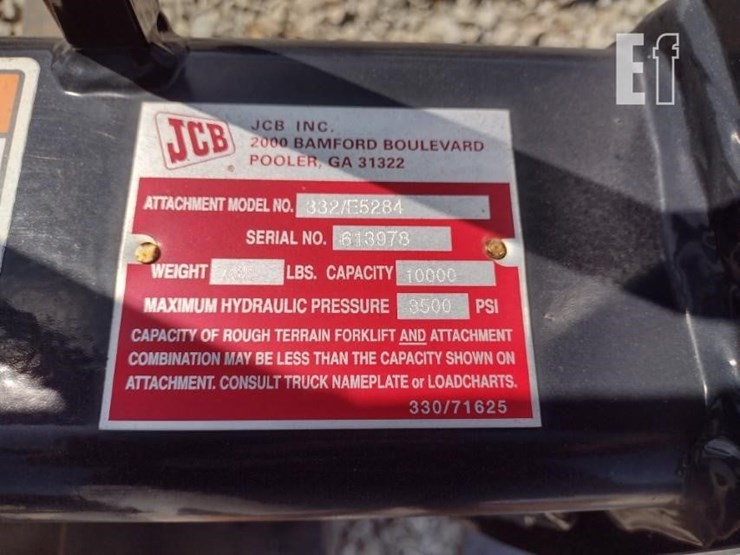 Ef
JCB
JCB INC.
2000 BAMFORD BOULEVARD
POOLER, GA 31322
ATTACHMENT MODEL NO. 332/E5284
SERIAL NO. 613978
WEIGHT LBS. CAPACITY 10000
MAXIMUM HYDRAULIC PRESSURE 3500 PSI
CAPACITY OF ROUGH TERRAIN FORKLIFT AND ATTACHMENT
COMBINATION MAY BE LESS THAN THE CAPACITY SHOWN ON
ATTACHMENT. CONSULT TRUCK NAMEPLATE or LOADCHARTS.
330/71625